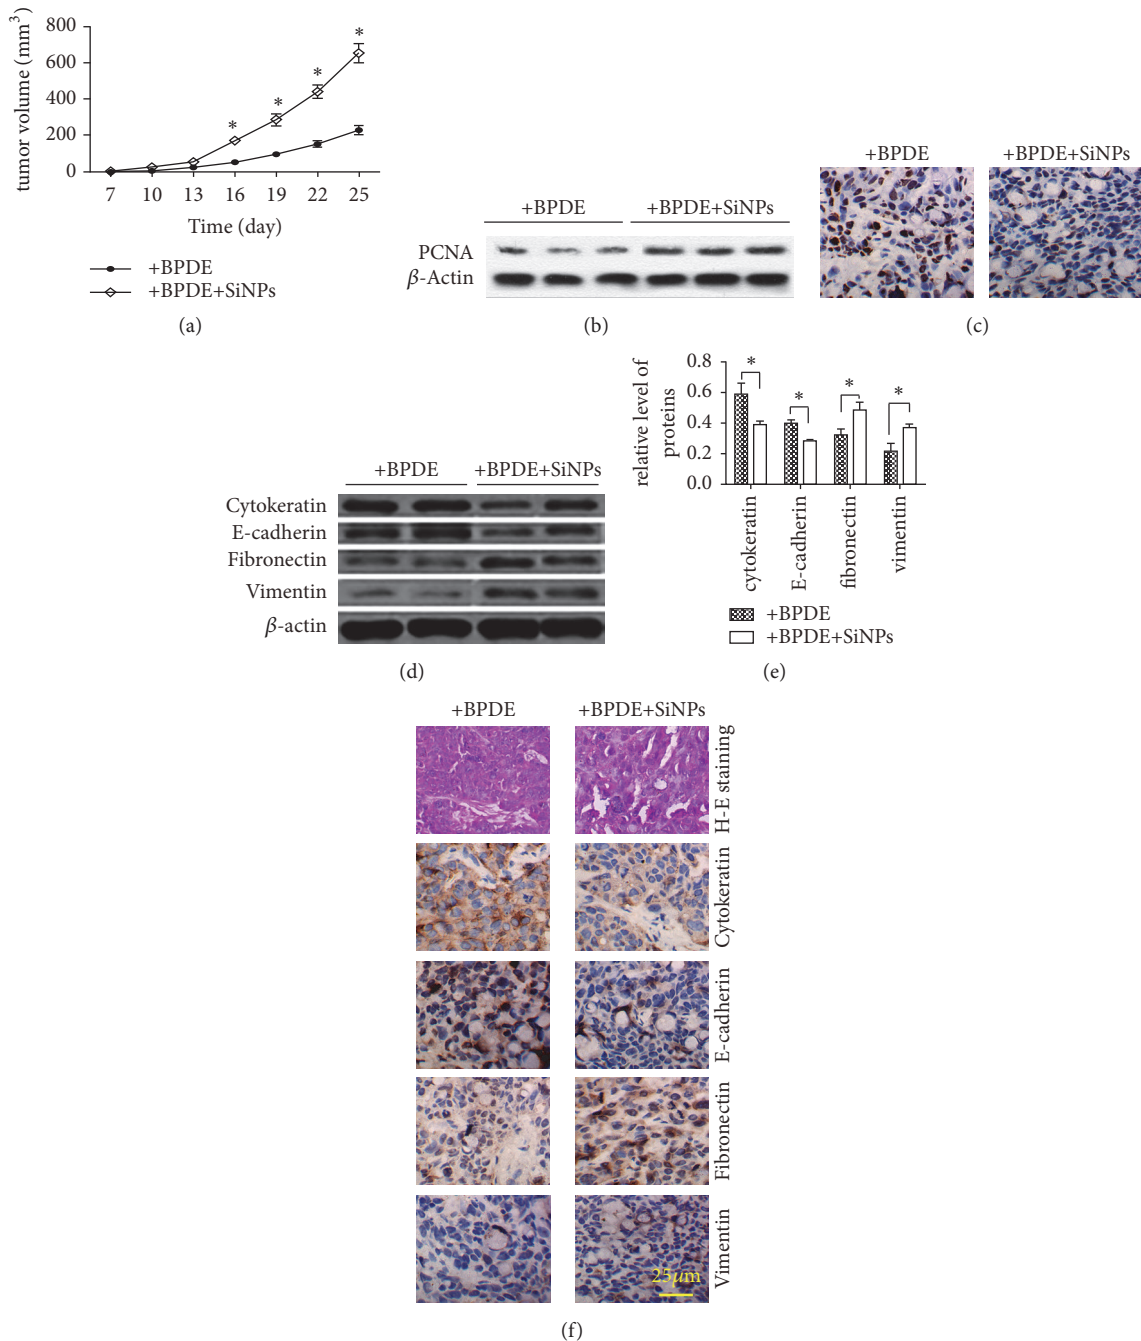 800
600
400
200
0
tumor volume (mm³)
* * * *
7 10 13 16 19 22 25
Time (day)
+BPDE
+BPDE+SiNPs
(a)
+BPDE +BPDE+SiNPs
PCNA
β-Actin
(b)
+BPDE +BPDE+SiNPs
(c)
+BPDE +BPDE+SiNPs
Cytokeratin
E-cadherin
Fibronectin
Vimentin
β-actin
(d)
relative level of
proteins
0.8
0.6
0.4
0.2
0.0
* * * *
cytokeratin
E-cadherin
fibronectin
vimentin
+BPDE
+BPDE+SiNPs
(e)
+BPDE +BPDE+SiNPs
H-E staining
Cytokeratin
E-cadherin
Fibronectin
Vimentin
25μm
(f)